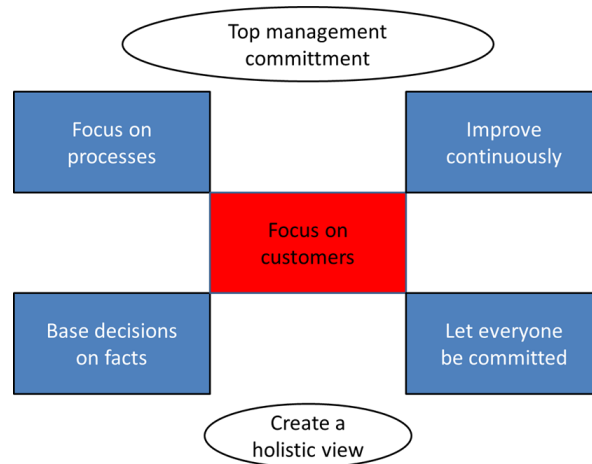 Top management
committment
Focus on
processes
Improve
continuously
Focus on
customers
Base decisions
on facts
Let everyone
be committed
Create a
holistic view